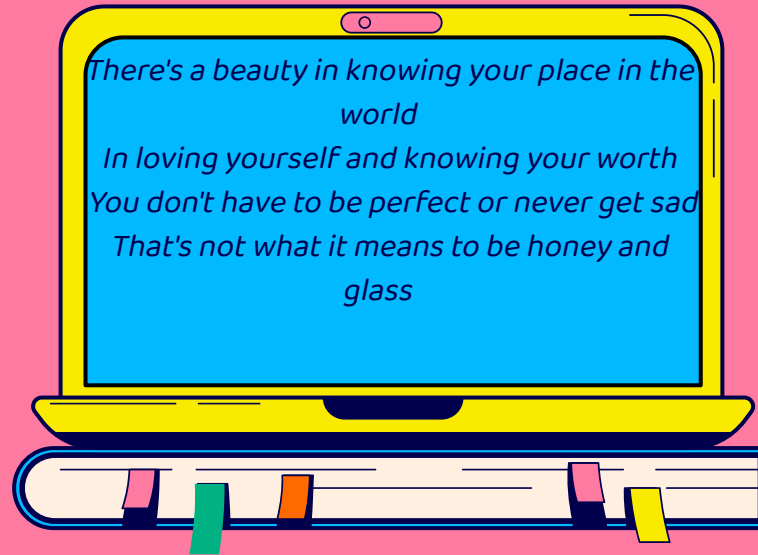 There's a beauty in knowing your place in the
world
In loving yourself and knowing your worth
You don't have to be perfect or never get sad
That's not what it means to be honey and
glass